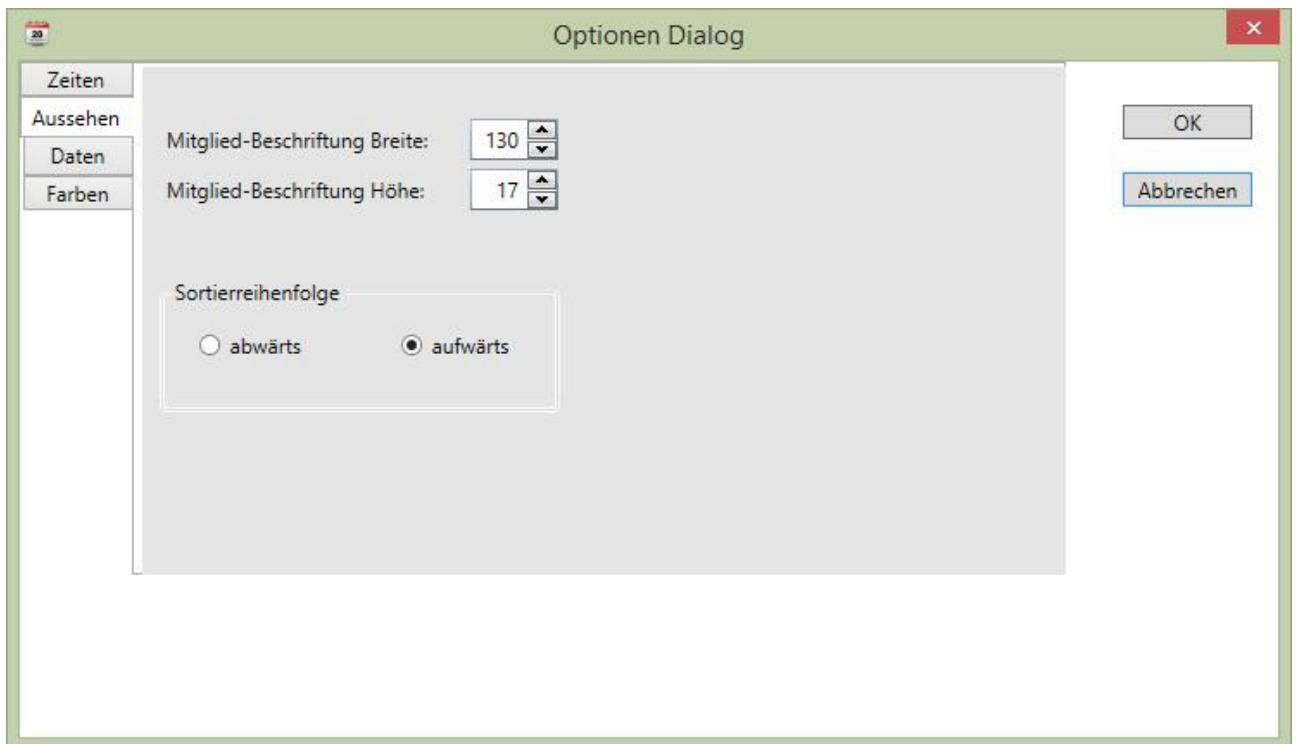 20
Optionen Dialog
Zeiten
Aussehen
Daten
Farben
Mitglied-Beschriftung Breite: 130
Mitglied-Beschriftung Höhe: 17
Sortierreihenfolge
abwärts aufwärts
OK
Abbrechen